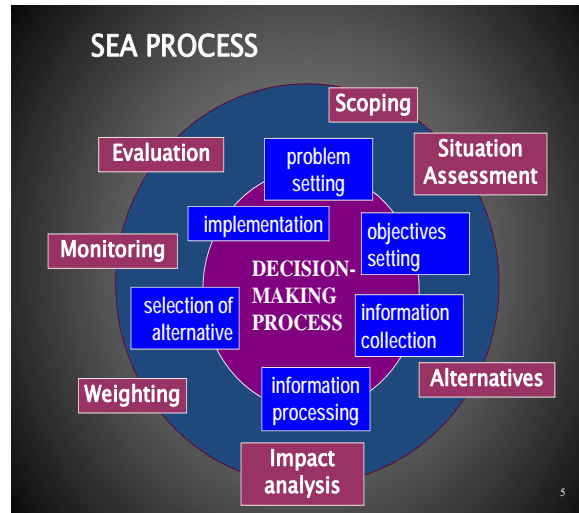 SEA PROCESS
Scoping
Situation
Assessment
Evaluation
problem
setting
implementation
objectives
setting
Monitoring
DECISION-
MAKING
PROCESS
selection of
alternative
information
collection
Alternatives
Weighting
information
processing
Impact
analysis
5